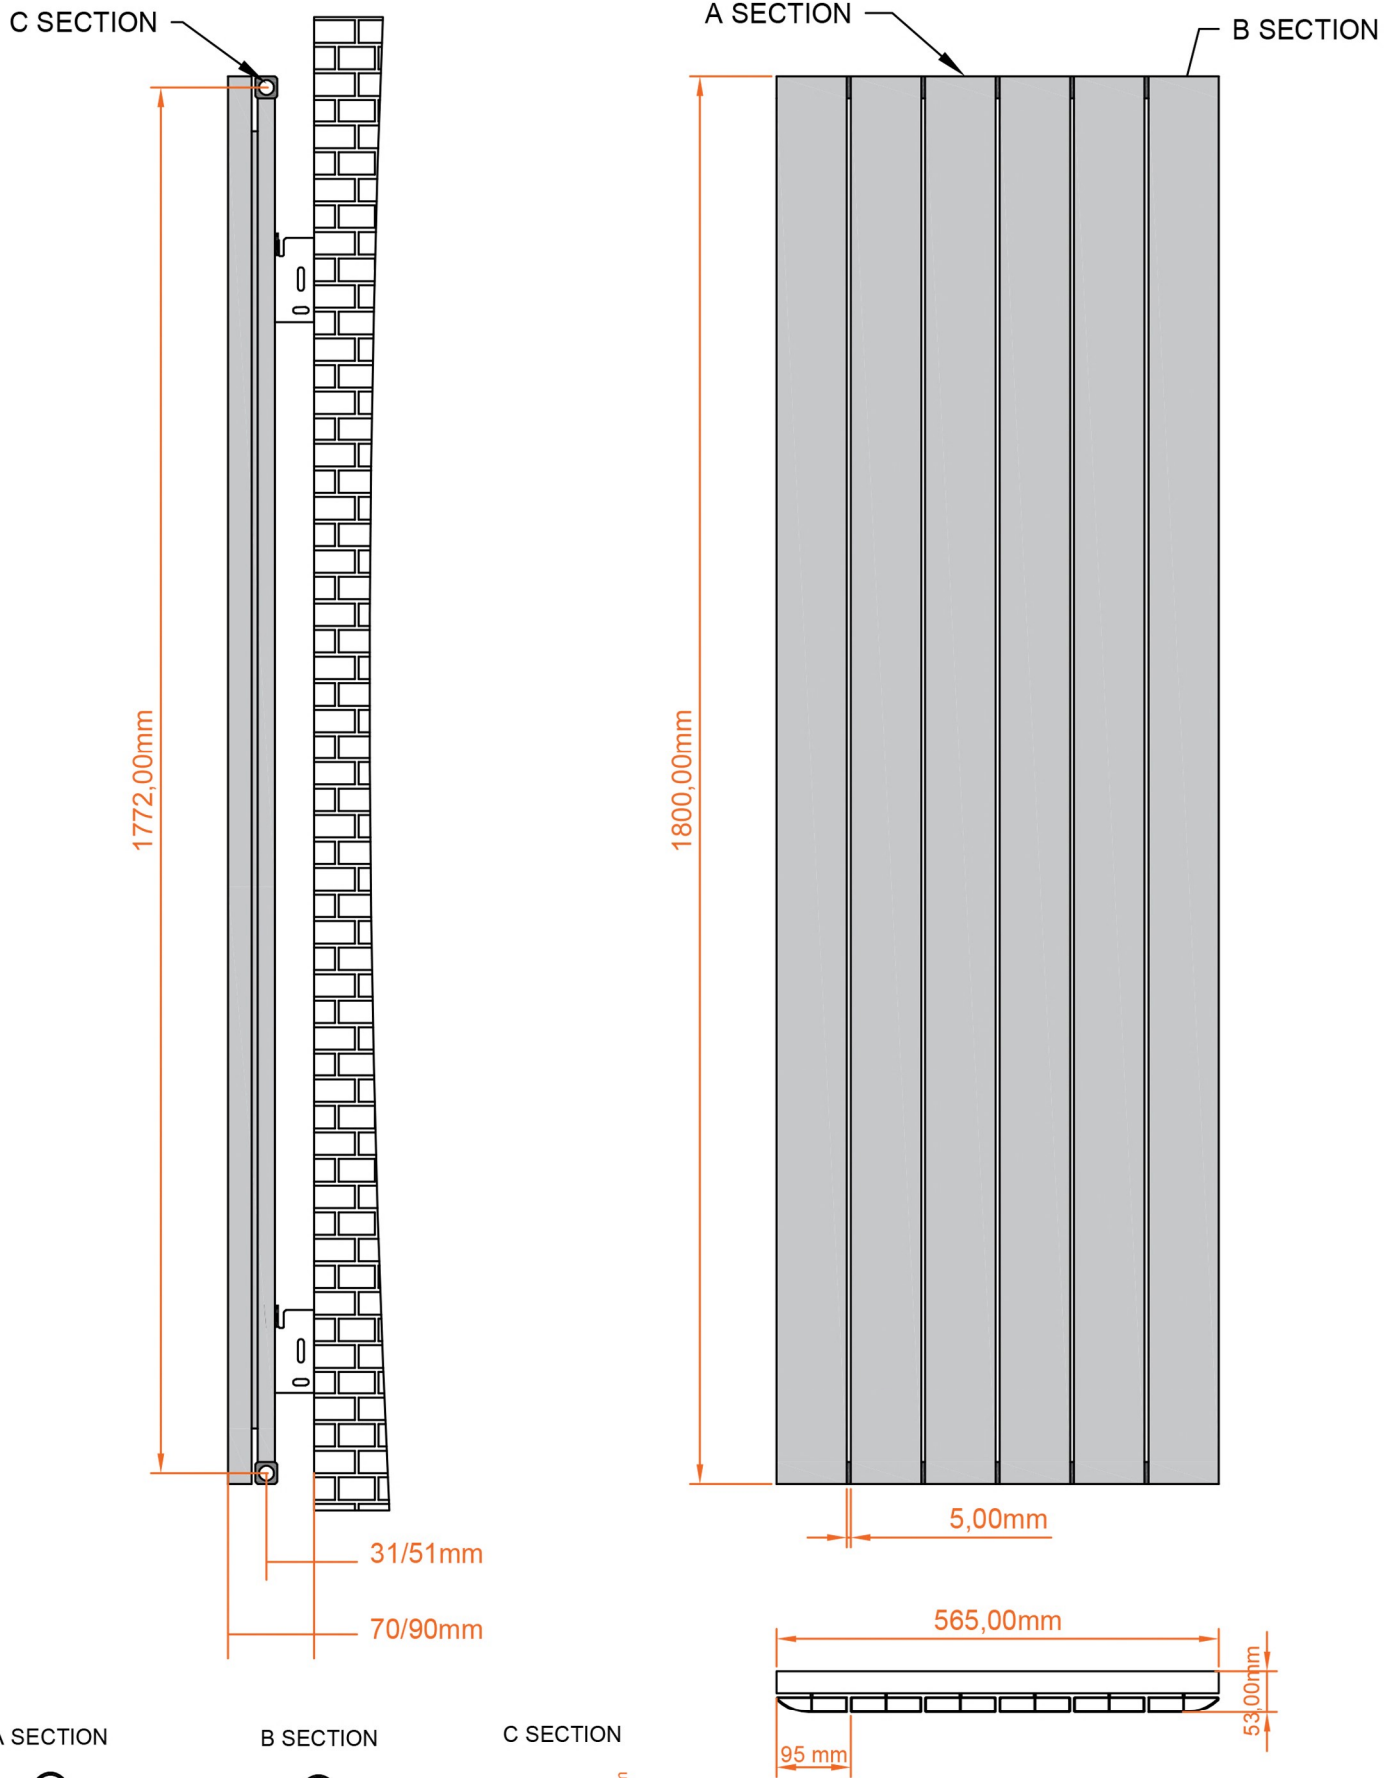 C SECTION
A SECTION
B SECTION
1772,00mm
1800,00mm
5,00mm
31/51mm
565,00mm
70/90mm
53,00mm
A SECTION
B SECTION
C SECTION
95 mm